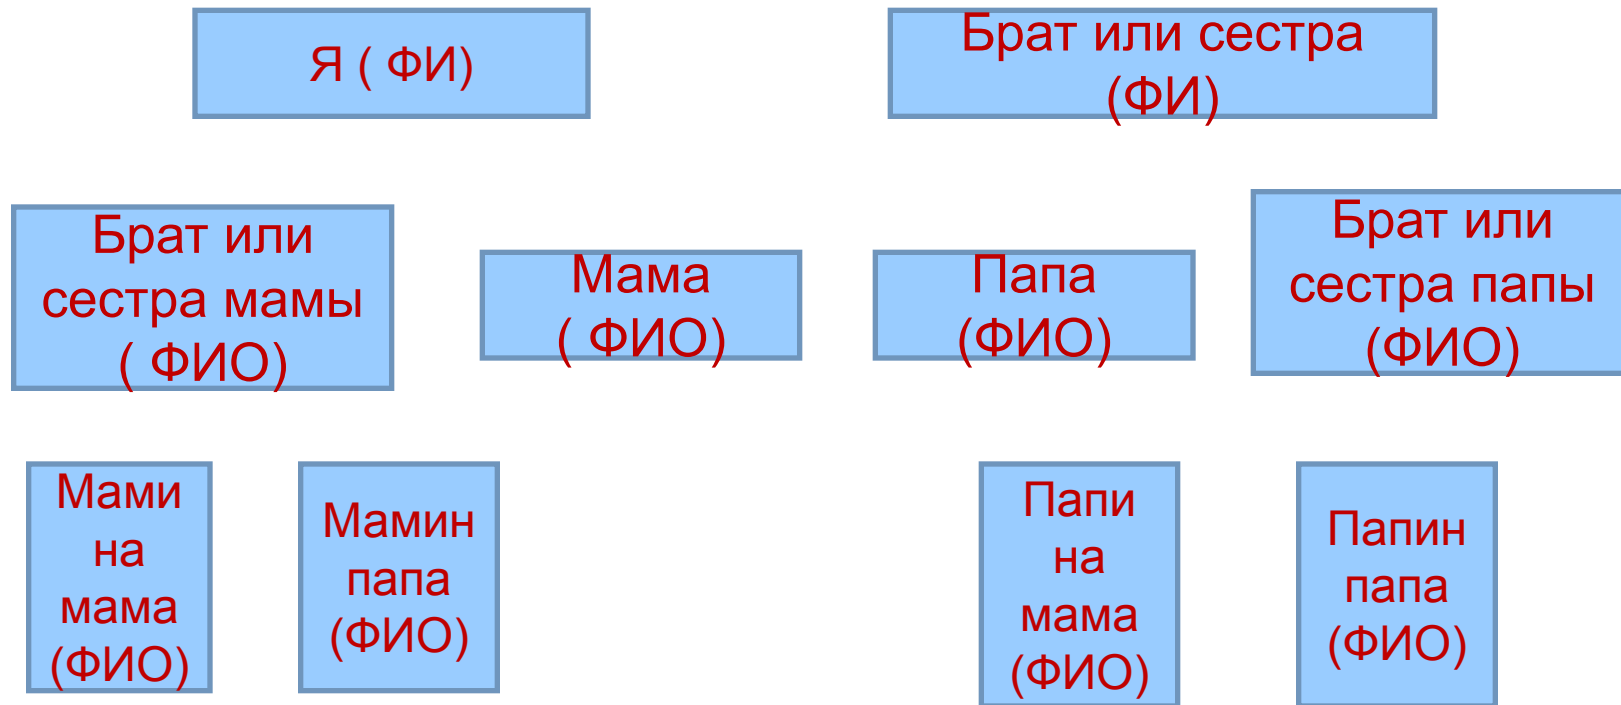 Я ( ФИ)
Брат или сестра
(ФИ)
Брат или
сестра мамы
( ФИО)
Мама
( ФИО)
Папа
(ФИО)
Брат или
сестра папы
(ФИО)
Мами
на
мама
(ФИО)
Мамин
папа
(ФИО)
Папи
на
мама
(ФИО)
Папин
папа
(ФИО)